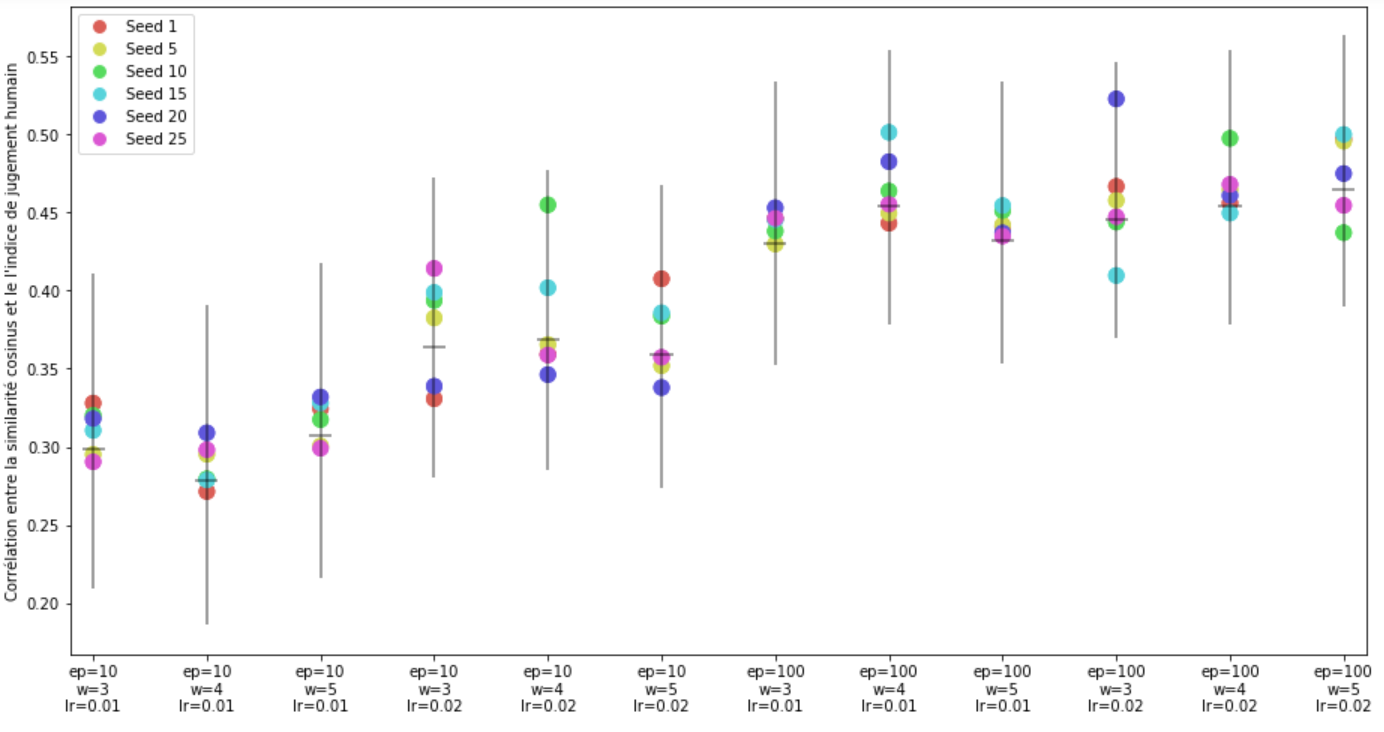 Corrélation entre la similarité cosinus et le l'indice de jugement humain
Seed 1
Seed 5
Seed 10
Seed 15
Seed 20
Seed 25
0.55
0.50
0.45
0.40
0.35
0.30
0.25
0.20
ep=10 ep=10 ep=10 ep=10 ep=10 ep=10 ep=100 ep=100 ep=100 ep=100 ep=100 ep=100
w=3 w=4 w=5 w=3 w=4 w=5 w=3 w=4 w=5 w=3 w=4 w=5
lr=0.01 lr=0.01 lr=0.01 lr=0.02 lr=0.02 lr=0.02 lr=0.01 lr=0.01 lr=0.01 lr=0.02 lr=0.02 lr=0.02